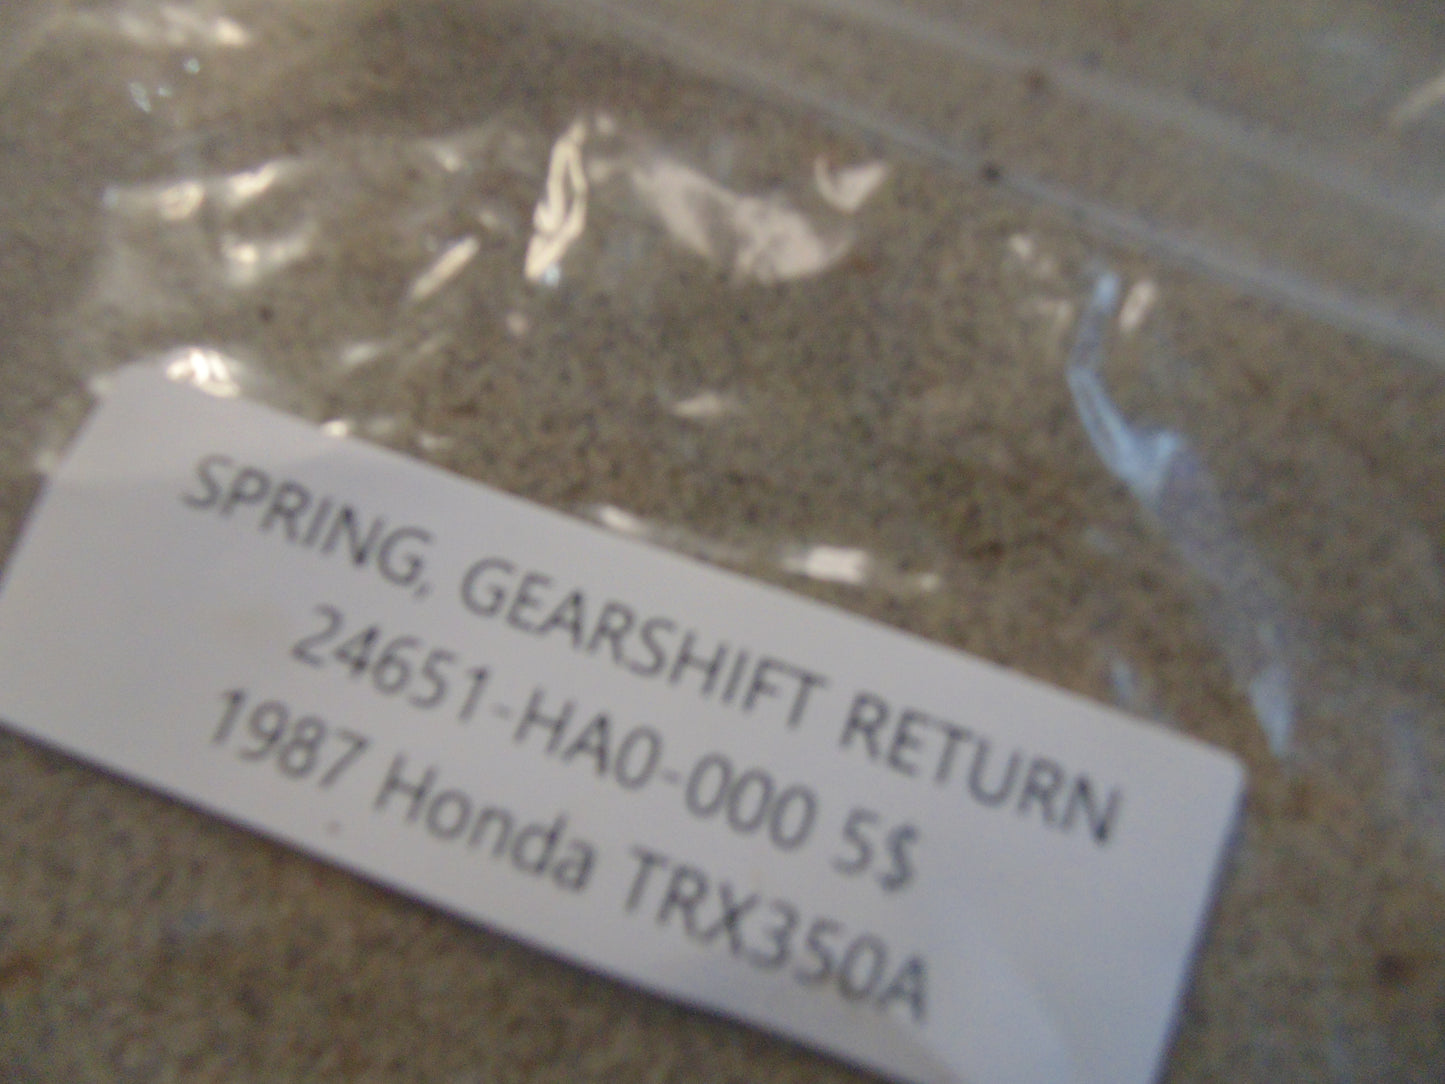 SPRING, GEARSHIFT RETURN
24651-HA0-000 5$
1987 Honda TRX350A